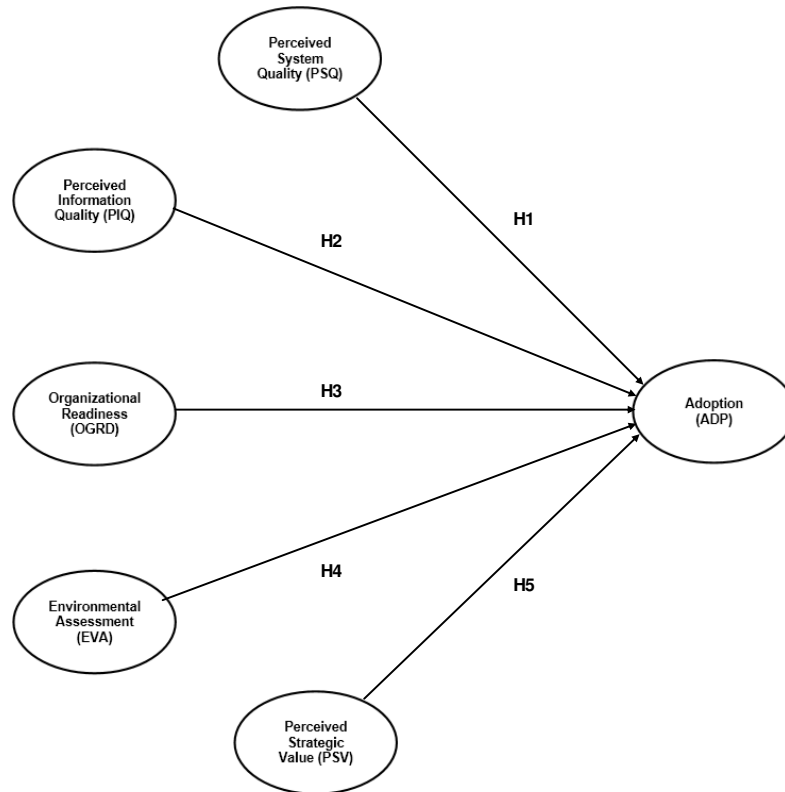 Perceived
System
Quality (PSQ)
Perceived
Information
Quality (PIQ)
H2
H1
Organizational
Readiness
(OGRD)
H3
Adoption
(ADP)
Environmental
Assessment
(EVA)
H4
H5
Perceived
Strategic
Value (PSV)